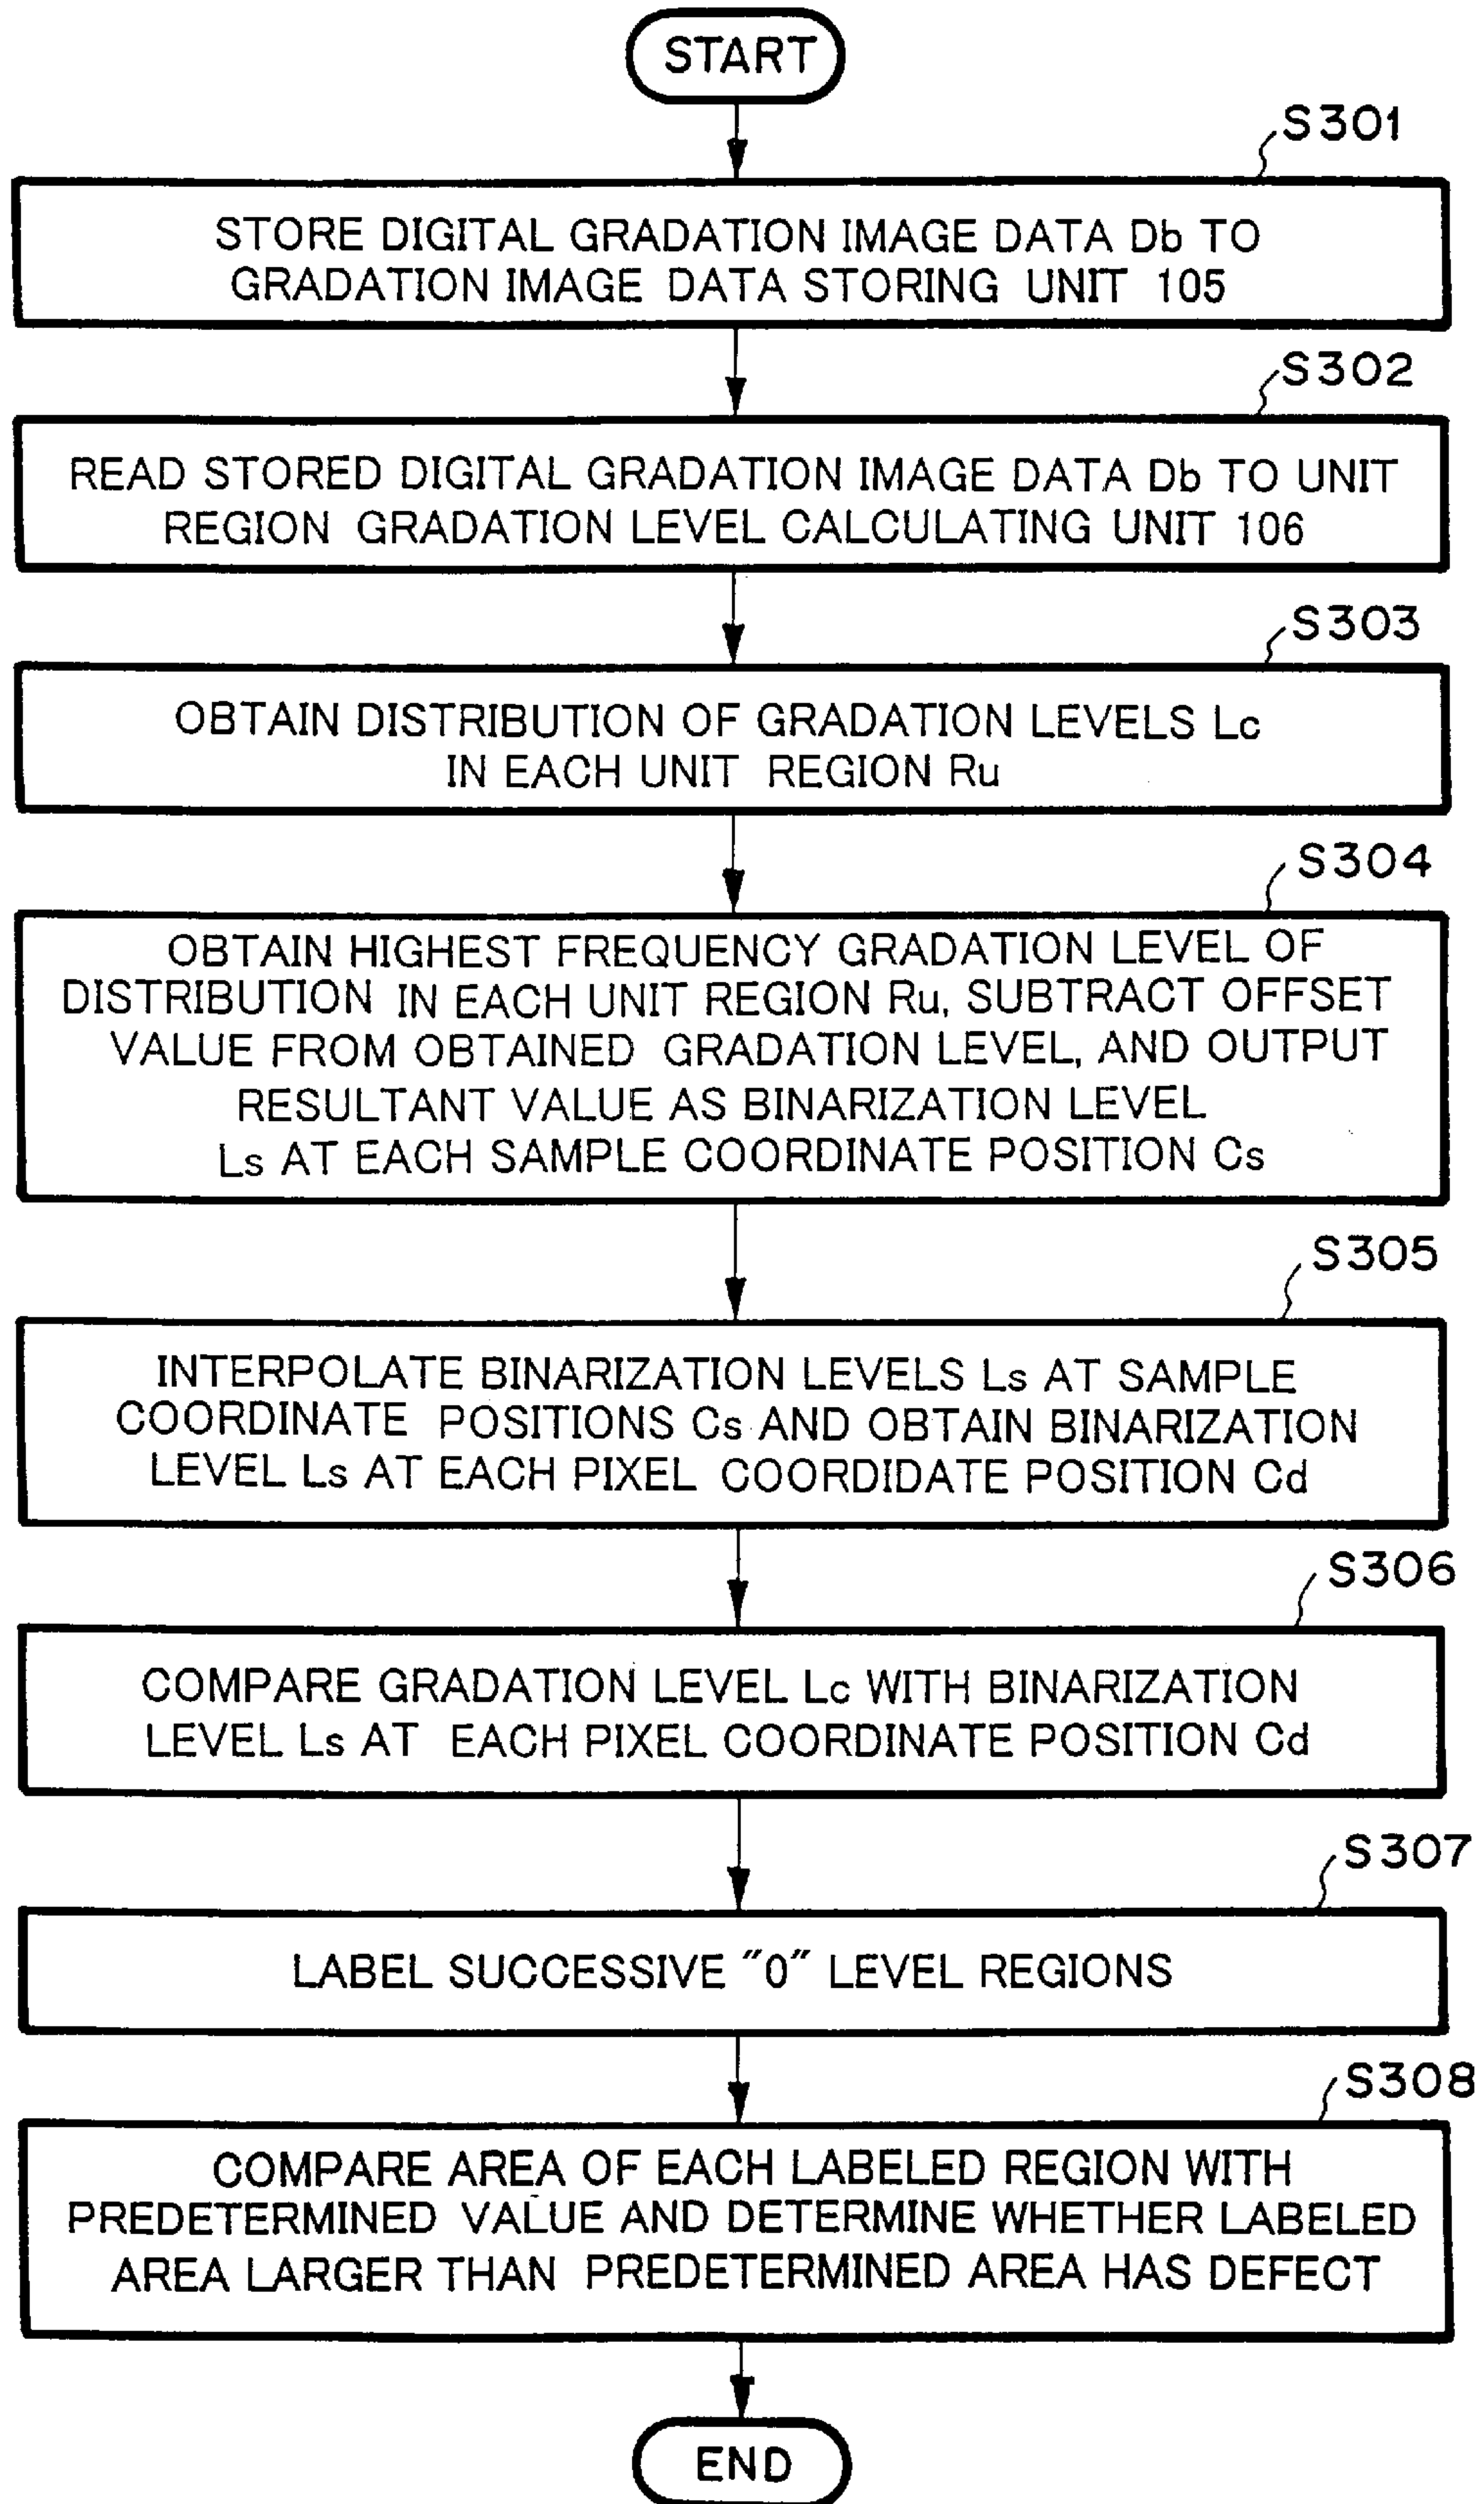 START
S301
STORE DIGITAL GRADATION IMAGE DATA Db TO
GRADATION IMAGE DATA STORING UNIT 105
S302
READ STORED DIGITAL GRADATION IMAGE DATA Db TO UNIT
REGION GRADATION LEVEL CALCULATING UNIT 106
S303
OBTAIN DISTRIBUTION OF GRADATION LEVELS Lc
IN EACH UNIT REGION Ru
S304
OBTAIN HIGHEST FREQUENCY GRADATION LEVEL OF
DISTRIBUTION IN EACH UNIT REGION Ru, SUBTRACT OFFSET
VALUE FROM OBTAINED GRADATION LEVEL, AND OUTPUT
RESULTANT VALUE AS BINARIZATION LEVEL
Ls AT EACH SAMPLE COORDINATE POSITION Cs
S305
INTERPOLATE BINARIZATION LEVELS Ls AT SAMPLE
COORDINATE POSITIONS Cs AND OBTAIN BINARIZATION
LEVEL Ls AT EACH PIXEL COORDIDATE POSITION Cd
S306
COMPARE GRADATION LEVEL Lc WITH BINARIZATION
LEVEL Ls AT EACH PIXEL COORDINATE POSITION Cd
S307
LABEL SUCCESSIVE "0" LEVEL REGIONS
S308
COMPARE AREA OF EACH LABELED REGION WITH
PREDETERMINED VALUE AND DETERMINE WHETHER LABELED
AREA LARGER THAN PREDETERMINED AREA HAS DEFECT
END